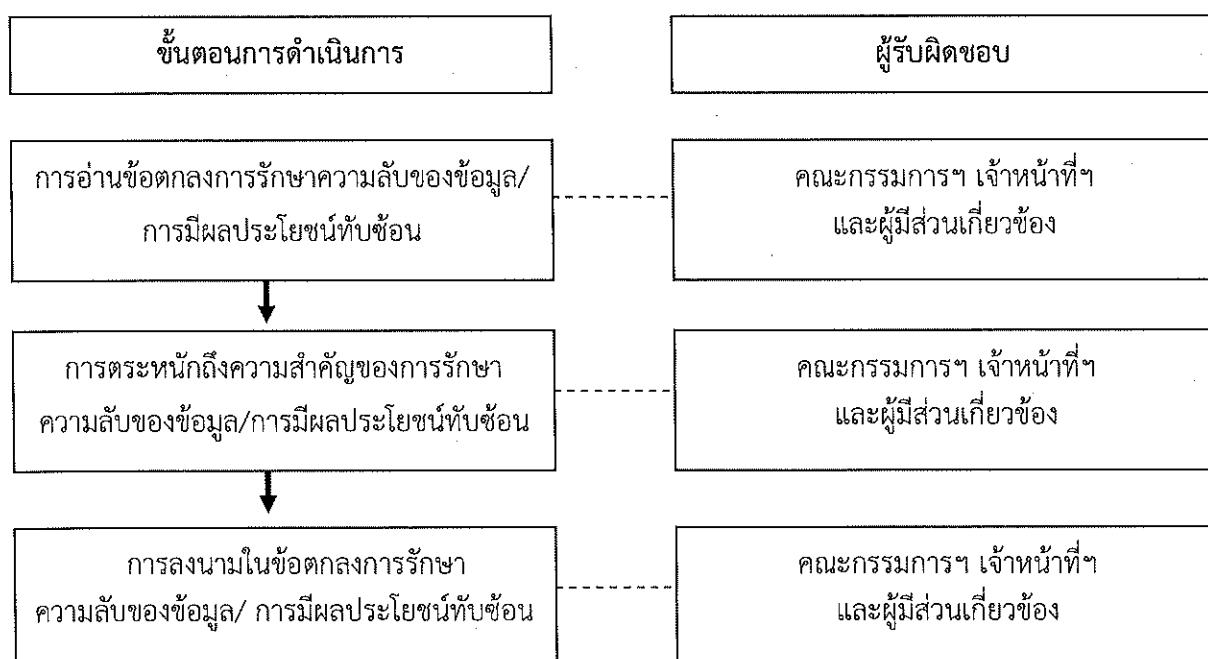 ขั้นตอนการดำเนินการ
ผู้รับผิดชอบ
การอ่านข้อตกลงการรักษาความลับของข้อมูล/
การมีผลประโยชน์ทับซ้อน
คณะกรรมการฯ เจ้าหน้าที่ฯ
และผู้มีส่วนเกี่ยวข้อง
การตระหนักถึงความสำคัญของการรักษา
ความลับของข้อมูล/การมีผลประโยชน์ทับซ้อน
คณะกรรมการฯ เจ้าหน้าที่ฯ
และผู้มีส่วนเกี่ยวข้อง
การลงนามในข้อตกลงการรักษา
ความลับของข้อมูล/ การมีผลประโยชน์ทับซ้อน
คณะกรรมการฯ เจ้าหน้าที่ฯ
และผู้มีส่วนเกี่ยวข้อง